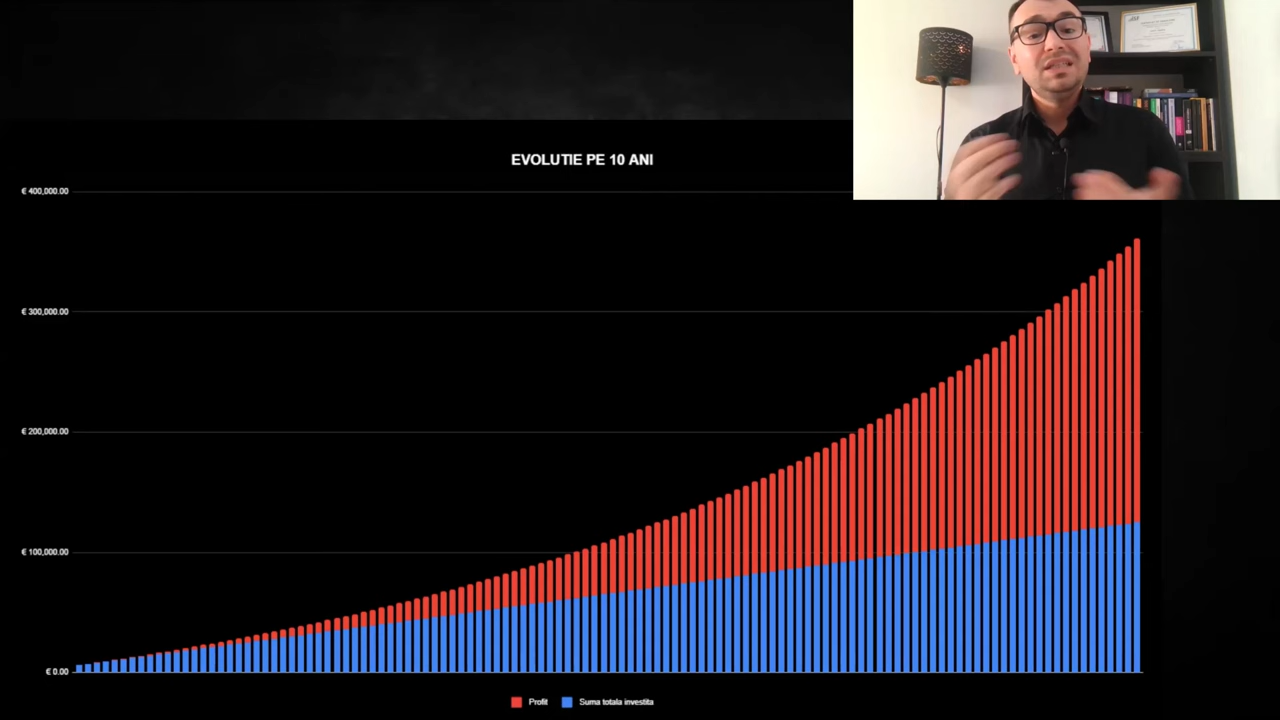 EVOLUTIE PE 10 ANI
€ 400,000.00
€ 300,000.00
€ 200,000.00
€ 100,000.00
€ 0.00
Profit
Suma totala investita